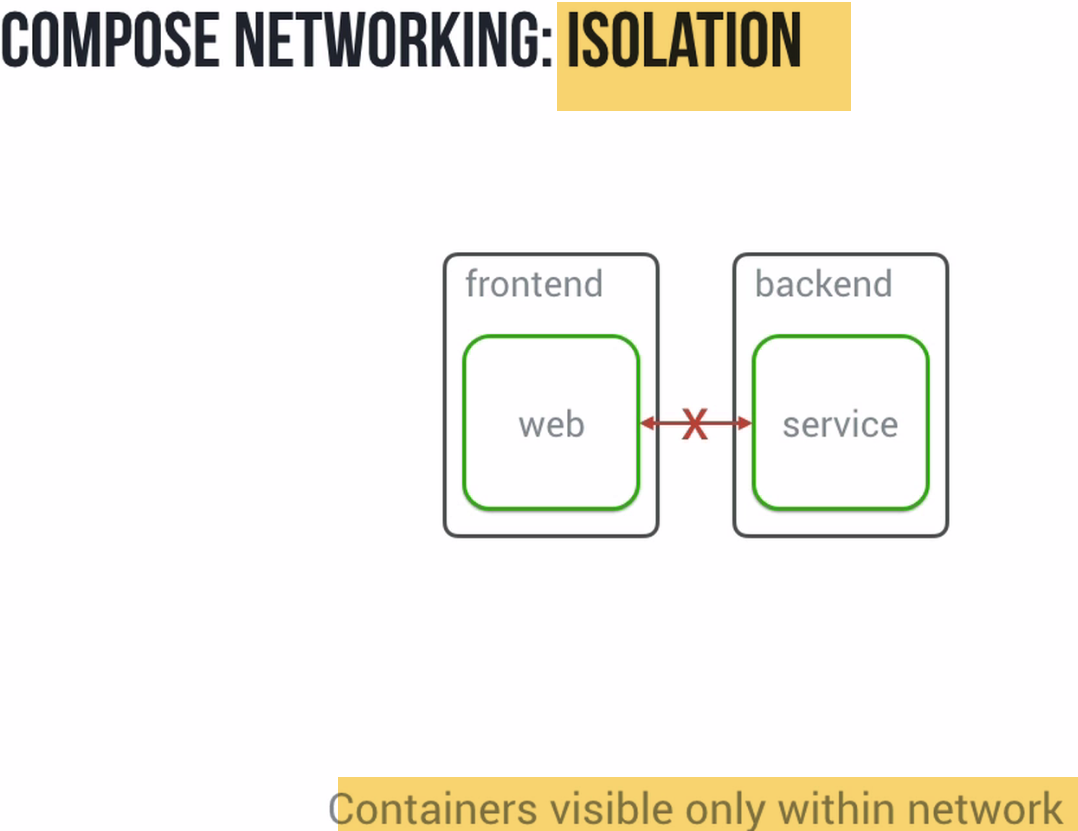 COMPOSE NETWORKING: ISOLATION
frontend
backend
web
X
service
Containers visible only within network